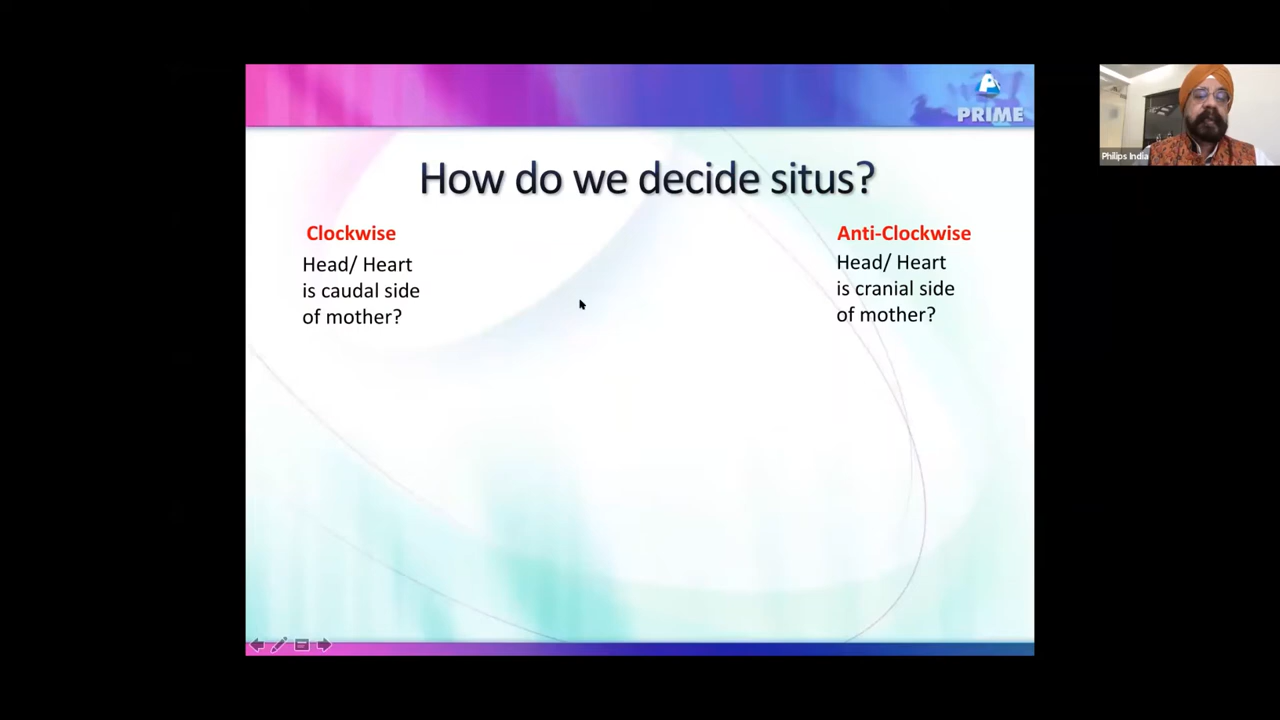 PRIME
Philips India
How do we decide situs?
Clockwise
Head/ Heart
is caudal side
of mother?
Anti-Clockwise
Head/ Heart
is cranial side
of mother?